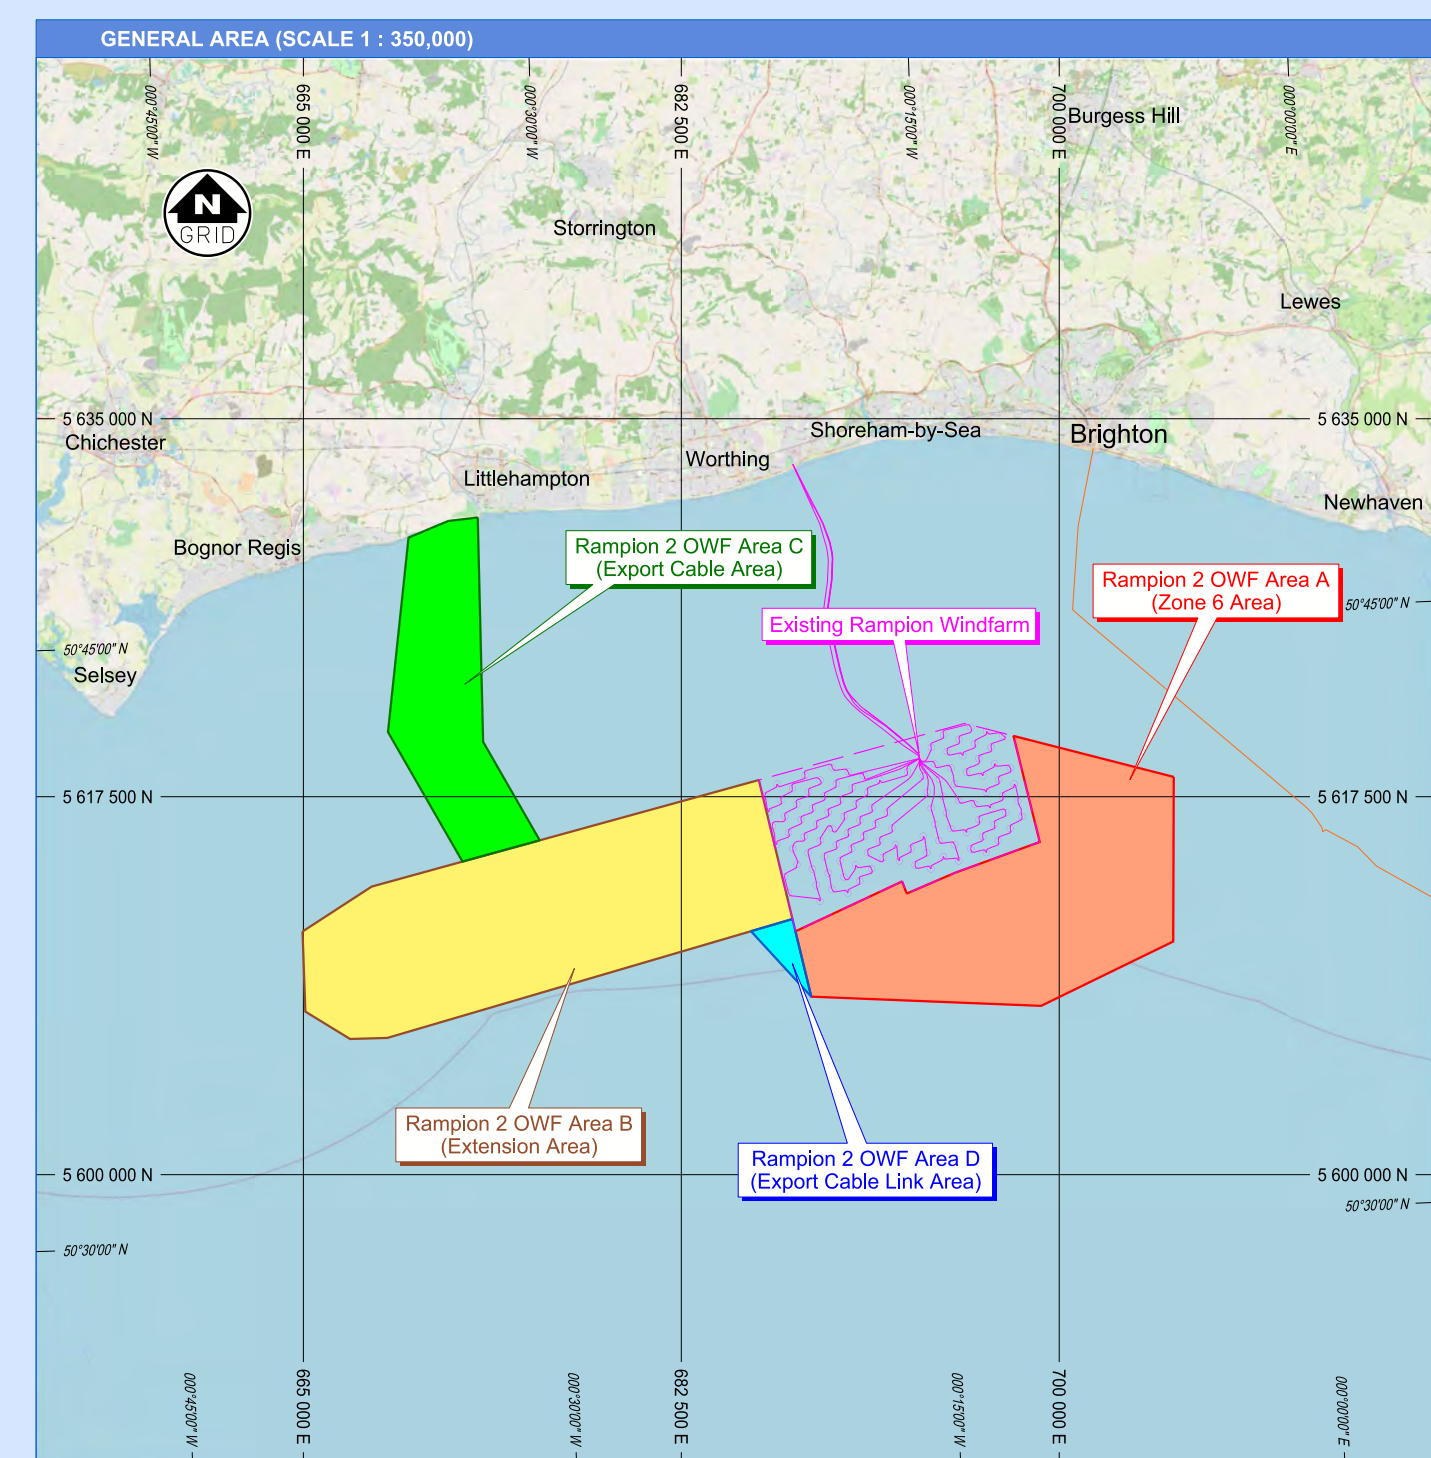 GENERAL AREA (SCALE 1 : 350,000)
000°45'00" W
665 000 E
000°30'00" W
682 500 E
000°15'00" W
700 000 E
000°00'00" E
Burgess Hill
N
GRID
Storrington
Lewes
5 635 000 N
5 635 000 N
Chichester
Shoreham-by-Sea
Brighton
Worthing
Littlehampton
Newhaven
Bognor Regis
Rampion 2 OWF Area C
(Export Cable Area)
Rampion 2 OWF Area A
(Zone 6 Area)
50°45'00" N
Existing Rampion Windfarm
50°45'00" N
Selsey
5 617 500 N
5 617 500 N
Rampion 2 OWF Area B
(Extension Area)
Rampion 2 OWF Area D
(Export Cable Link Area)
5 600 000 N
5 600 000 N
50°30'00" N
50°30'00" N
000°45'00" W
665 000 E
000°30'00" W
682 500 E
000°15'00" W
700 000 E
000°00'00" E